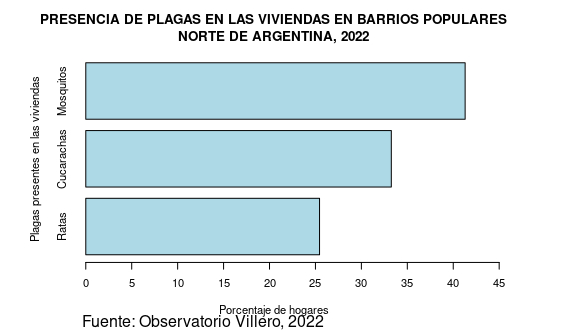 PRESENCIA DE PLAGAS EN LAS VIVIENDAS EN BARRIOS POPULARES
NORTE DE ARGENTINA, 2022
Plagas presentes en las viviendas
Mosquitos
Cucarachas
Ratas
0 5 10 15 20 25 30 35 40 45
Porcentaje de hogares
Fuente: Observatorio Villero, 2022